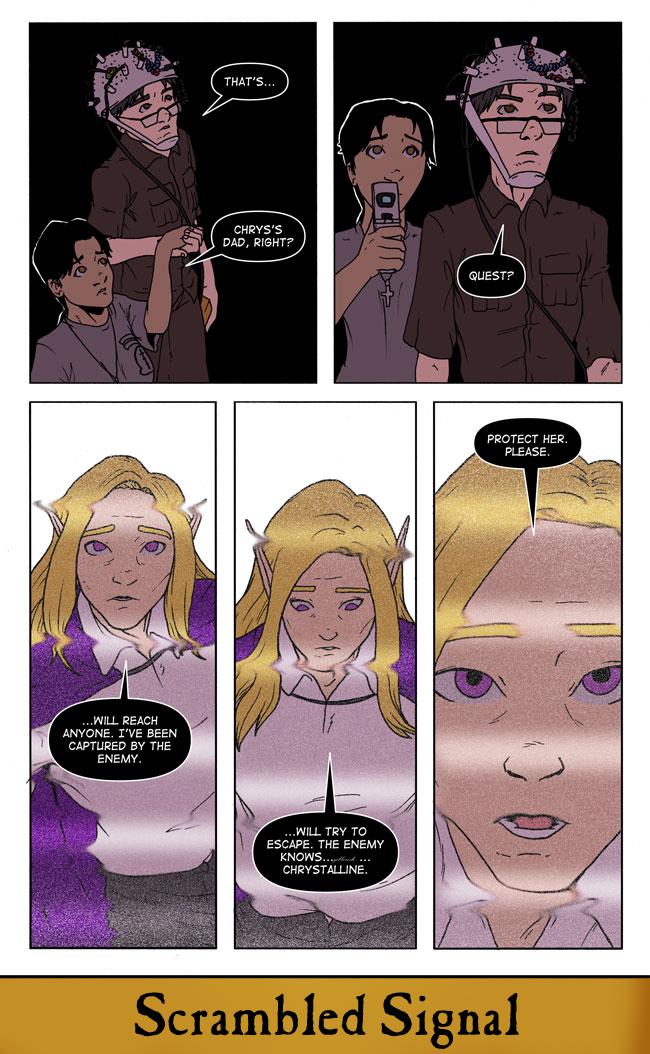 THAT'S...
CHRYS'S
DAD, RIGHT?
QUEST?
...WILL REACH
ANYONE. I'VE BEEN
CAPTURED BY THE
ENEMY.
...WILL TRY TO
ESCAPE. THE ENEMY
KNOWS... ...
CHRYSTALLINE.
PROTECT HER.
PLEASE.
Scrambled Signal